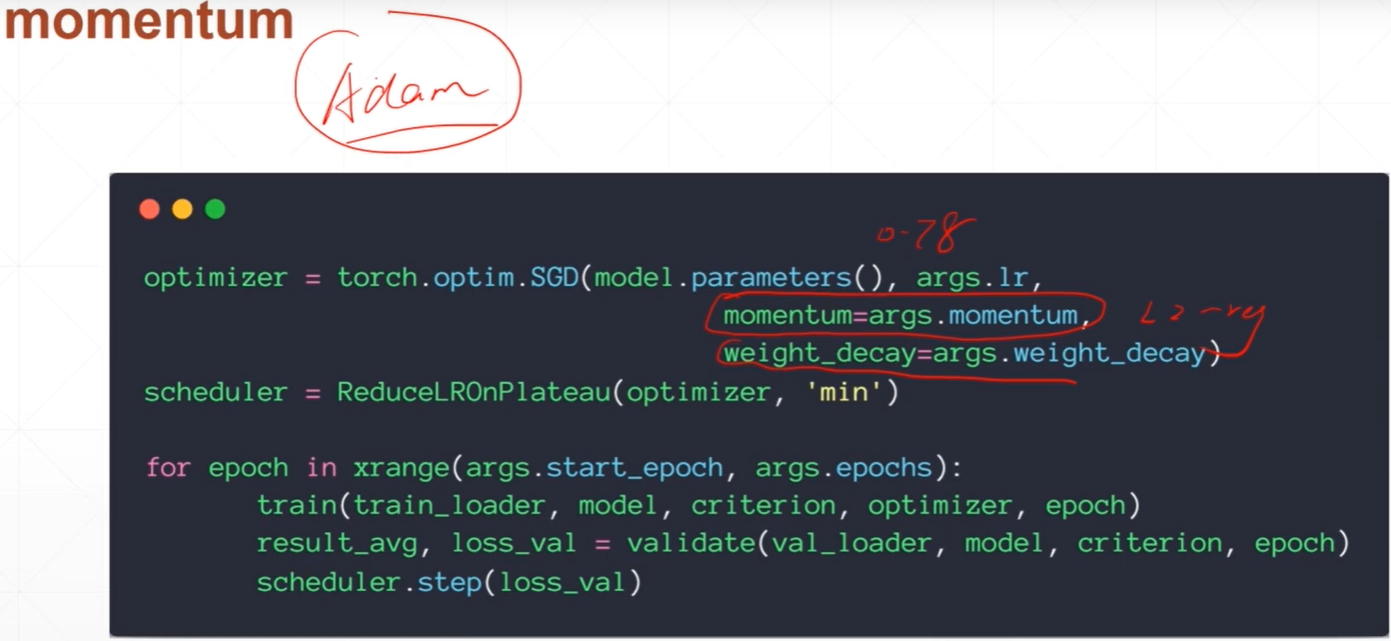 momentum
Adam
0.78
optimizer = torch.optim.SGD(model.parameters(), args.lr,
momentum=args.momentum,
L2-reg
weight_decay=args.weight_decay)
scheduler = ReduceLROnPlateau(optimizer, 'min')
for epoch in xrange(args.start_epoch, args.epochs):
train(train_loader, model, criterion, optimizer, epoch)
result_avg, loss_val = validate(val_loader, model, criterion, epoch)
scheduler.step(loss_val)